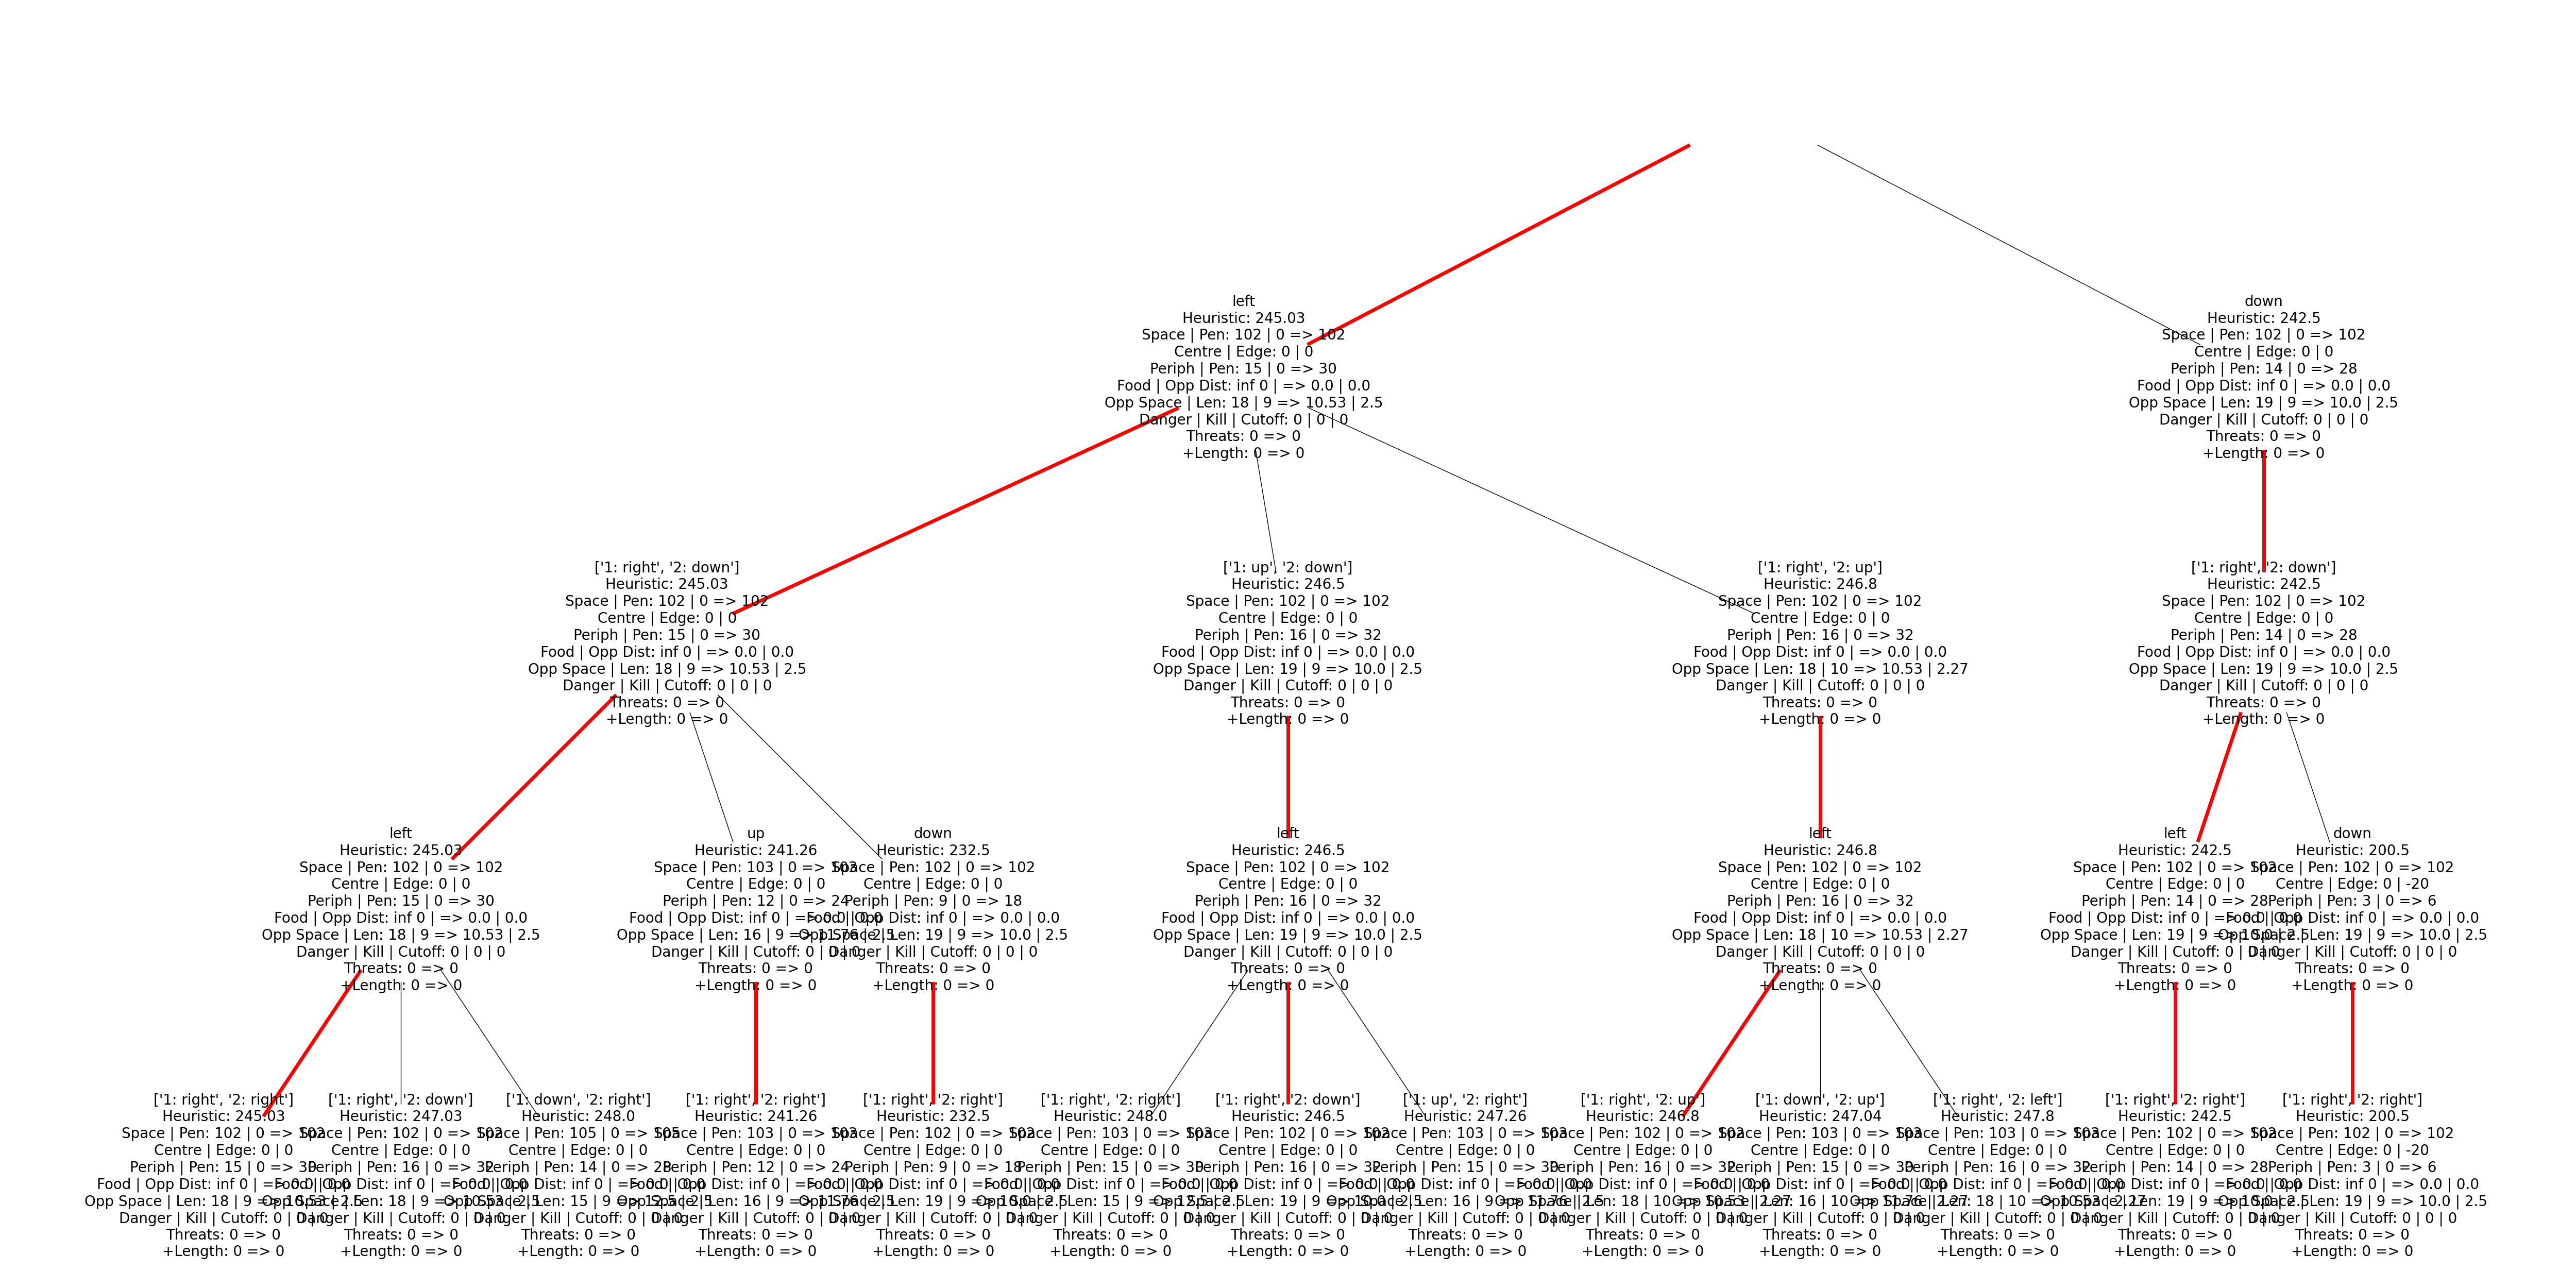 left
Heuristic: 245.03
Space | Pen: 102 | 0 => 102
Centre | Edge: 0 | 0
Periph | Pen: 15 | 0 => 30
Food | Opp Dist: inf 0 | => 0.0 | 0.0
Opp Space | Len: 18 | 9 => 10.53 | 2.5
Danger | Kill | Cutoff: 0 | 0 | 0
Threats: 0 => 0
+Length: 0 => 0
down
Heuristic: 242.5
Space | Pen: 102 | 0 => 102
Centre | Edge: 0 | 0
Periph | Pen: 14 | 0 => 28
Food | Opp Dist: inf 0 | => 0.0 | 0.0
Opp Space | Len: 19 | 9 => 10.0 | 2.5
Danger | Kill | Cutoff: 0 | 0 | 0
Threats: 0 => 0
+Length: 0 => 0
['1: right', '2: down']
Heuristic: 245.03
Space | Pen: 102 | 0 => 102
Centre | Edge: 0 | 0
Periph | Pen: 15 | 0 => 30
Food | Opp Dist: inf 0 | => 0.0 | 0.0
Opp Space | Len: 18 | 9 => 10.53 | 2.5
Danger | Kill | Cutoff: 0 | 0 | 0
Threats: 0 => 0
+Length: 0 => 0
['1: up', '2: down']
Heuristic: 246.5
Space | Pen: 102 | 0 => 102
Centre | Edge: 0 | 0
Periph | Pen: 16 | 0 => 32
Food | Opp Dist: inf 0 | => 0.0 | 0.0
Opp Space | Len: 19 | 9 => 10.0 | 2.5
Danger | Kill | Cutoff: 0 | 0 | 0
Threats: 0 => 0
+Length: 0 => 0
['1: right', '2: up']
Heuristic: 246.8
Space | Pen: 102 | 0 => 102
Centre | Edge: 0 | 0
Periph | Pen: 16 | 0 => 32
Food | Opp Dist: inf 0 | => 0.0 | 0.0
Opp Space | Len: 18 | 10 => 10.53 | 2.27
Danger | Kill | Cutoff: 0 | 0 | 0
Threats: 0 => 0
+Length: 0 => 0
['1: right', '2: down']
Heuristic: 242.5
Space | Pen: 102 | 0 => 102
Centre | Edge: 0 | 0
Periph | Pen: 14 | 0 => 28
Food | Opp Dist: inf 0 | => 0.0 | 0.0
Opp Space | Len: 19 | 9 => 10.0 | 2.5
Danger | Kill | Cutoff: 0 | 0 | 0
Threats: 0 => 0
+Length: 0 => 0
left
Heuristic: 245.03
Space | Pen: 102 | 0 => 102
Centre | Edge: 0 | 0
Periph | Pen: 15 | 0 => 30
Food | Opp Dist: inf 0 | => 0.0 | 0.0
Opp Space | Len: 18 | 9 => 10.53 | 2.5
Danger | Kill | Cutoff: 0 | 0 | 0
Threats: 0 => 0
+Length: 0 => 0
up
Heuristic: 241.26
Space | Pen: 103 | 0 => 103
Centre | Edge: 0 | 0
Periph | Pen: 12 | 0 => 24
Food | Opp Dist: inf 0 | => 0.0 | 0.0
Opp Space | Len: 16 | 9 => 11.76 | 2.5
Danger | Kill | Cutoff: 0 | 0 | 0
Threats: 0 => 0
+Length: 0 => 0
down
Heuristic: 232.5
Space | Pen: 102 | 0 => 102
Centre | Edge: 0 | 0
Periph | Pen: 9 | 0 => 18
Food | Opp Dist: inf 0 | => 0.0 | 0.0
Opp Space | Len: 19 | 9 => 10.0 | 2.5
Danger | Kill | Cutoff: 0 | 0 | 0
Threats: 0 => 0
+Length: 0 => 0
left
Heuristic: 246.5
Space | Pen: 102 | 0 => 102
Centre | Edge: 0 | 0
Periph | Pen: 16 | 0 => 32
Food | Opp Dist: inf 0 | => 0.0 | 0.0
Opp Space | Len: 19 | 9 => 10.0 | 2.5
Danger | Kill | Cutoff: 0 | 0 | 0
Threats: 0 => 0
+Length: 0 => 0
left
Heuristic: 246.8
Space | Pen: 102 | 0 => 102
Centre | Edge: 0 | 0
Periph | Pen: 16 | 0 => 32
Food | Opp Dist: inf 0 | => 0.0 | 0.0
Opp Space | Len: 18 | 10 => 10.53 | 2.27
Danger | Kill | Cutoff: 0 | 0 | 0
Threats: 0 => 0
+Length: 0 => 0
left
Heuristic: 242.5
Space | Pen: 102 | 0 => 102
Centre | Edge: 0 | 0
Periph | Pen: 14 | 0 => 28
Food | Opp Dist: inf 0 | => 0.0 | 0.0
Opp Space | Len: 19 | 9 => 10.0 | 2.5
Danger | Kill | Cutoff: 0 | 0 | 0
Threats: 0 => 0
+Length: 0 => 0
down
Heuristic: 200.5
Space | Pen: 102 | 0 => 102
Centre | Edge: 0 | -20
Periph | Pen: 3 | 0 => 6
Food | Opp Dist: inf 0 | => 0.0 | 0.0
Opp Space | Len: 19 | 9 => 10.0 | 2.5
Danger | Kill | Cutoff: 0 | 0 | 0
Threats: 0 => 0
+Length: 0 => 0
['1: right', '2: right']
Heuristic: 245.03
Space | Pen: 102 | 0 => 102
Centre | Edge: 0 | 0
Periph | Pen: 15 | 0 => 30
Food | Opp Dist: inf 0 | => 0.0 | 0.0
Opp Space | Len: 18 | 9 => 10.53 | 2.5
Danger | Kill | Cutoff: 0 | 0 | 0
Threats: 0 => 0
+Length: 0 => 0
['1: right', '2: down']
Heuristic: 247.03
Space | Pen: 102 | 0 => 102
Centre | Edge: 0 | 0
Periph | Pen: 16 | 0 => 32
Food | Opp Dist: inf 0 | => 0.0 | 0.0
Opp Space | Len: 18 | 9 => 10.53 | 2.5
Danger | Kill | Cutoff: 0 | 0 | 0
Threats: 0 => 0
+Length: 0 => 0
['1: down', '2: right']
Heuristic: 248.0
Space | Pen: 105 | 0 => 105
Centre | Edge: 0 | 0
Periph | Pen: 14 | 0 => 28
Food | Opp Dist: inf 0 | => 0.0 | 0.0
Opp Space | Len: 15 | 9 => 12.5 | 2.5
Danger | Kill | Cutoff: 0 | 0 | 0
Threats: 0 => 0
+Length: 0 => 0
['1: right', '2: right']
Heuristic: 241.26
Space | Pen: 103 | 0 => 103
Centre | Edge: 0 | 0
Periph | Pen: 12 | 0 => 24
Food | Opp Dist: inf 0 | => 0.0 | 0.0
Opp Space | Len: 16 | 9 => 11.76 | 2.5
Danger | Kill | Cutoff: 0 | 0 | 0
Threats: 0 => 0
+Length: 0 => 0
['1: right', '2: right']
Heuristic: 232.5
Space | Pen: 102 | 0 => 102
Centre | Edge: 0 | 0
Periph | Pen: 9 | 0 => 18
Food | Opp Dist: inf 0 | => 0.0 | 0.0
Opp Space | Len: 19 | 9 => 10.0 | 2.5
Danger | Kill | Cutoff: 0 | 0 | 0
Threats: 0 => 0
+Length: 0 => 0
['1: right', '2: right']
Heuristic: 248.0
Space | Pen: 103 | 0 => 103
Centre | Edge: 0 | 0
Periph | Pen: 15 | 0 => 30
Food | Opp Dist: inf 0 | => 0.0 | 0.0
Opp Space | Len: 15 | 9 => 12.5 | 2.5
Danger | Kill | Cutoff: 0 | 0 | 0
Threats: 0 => 0
+Length: 0 => 0
['1: right', '2: down']
Heuristic: 246.5
Space | Pen: 102 | 0 => 102
Centre | Edge: 0 | 0
Periph | Pen: 16 | 0 => 32
Food | Opp Dist: inf 0 | => 0.0 | 0.0
Opp Space | Len: 19 | 9 => 10.0 | 2.5
Danger | Kill | Cutoff: 0 | 0 | 0
Threats: 0 => 0
+Length: 0 => 0
['1: up', '2: right']
Heuristic: 247.26
Space | Pen: 103 | 0 => 103
Centre | Edge: 0 | 0
Periph | Pen: 15 | 0 => 30
Food | Opp Dist: inf 0 | => 0.0 | 0.0
Opp Space | Len: 16 | 9 => 11.76 | 2.5
Danger | Kill | Cutoff: 0 | 0 | 0
Threats: 0 => 0
+Length: 0 => 0
['1: right', '2: up']
Heuristic: 246.8
Space | Pen: 102 | 0 => 102
Centre | Edge: 0 | 0
Periph | Pen: 16 | 0 => 32
Food | Opp Dist: inf 0 | => 0.0 | 0.0
Opp Space | Len: 18 | 10 => 10.53 | 2.27
Danger | Kill | Cutoff: 0 | 0 | 0
Threats: 0 => 0
+Length: 0 => 0
['1: down', '2: up']
Heuristic: 247.04
Space | Pen: 103 | 0 => 103
Centre | Edge: 0 | 0
Periph | Pen: 15 | 0 => 30
Food | Opp Dist: inf 0 | => 0.0 | 0.0
Opp Space | Len: 16 | 10 => 11.76 | 2.27
Danger | Kill | Cutoff: 0 | 0 | 0
Threats: 0 => 0
+Length: 0 => 0
['1: right', '2: left']
Heuristic: 247.8
Space | Pen: 103 | 0 => 103
Centre | Edge: 0 | 0
Periph | Pen: 16 | 0 => 32
Food | Opp Dist: inf 0 | => 0.0 | 0.0
Opp Space | Len: 18 | 10 => 10.53 | 2.27
Danger | Kill | Cutoff: 0 | 0 | 0
Threats: 0 => 0
+Length: 0 => 0
['1: right', '2: right']
Heuristic: 242.5
Space | Pen: 102 | 0 => 102
Centre | Edge: 0 | 0
Periph | Pen: 14 | 0 => 28
Food | Opp Dist: inf 0 | => 0.0 | 0.0
Opp Space | Len: 19 | 9 => 10.0 | 2.5
Danger | Kill | Cutoff: 0 | 0 | 0
Threats: 0 => 0
+Length: 0 => 0
['1: right', '2: right']
Heuristic: 200.5
Space | Pen: 102 | 0 => 102
Centre | Edge: 0 | -20
Periph | Pen: 3 | 0 => 6
Food | Opp Dist: inf 0 | => 0.0 | 0.0
Opp Space | Len: 19 | 9 => 10.0 | 2.5
Danger | Kill | Cutoff: 0 | 0 | 0
Threats: 0 => 0
+Length: 0 => 0